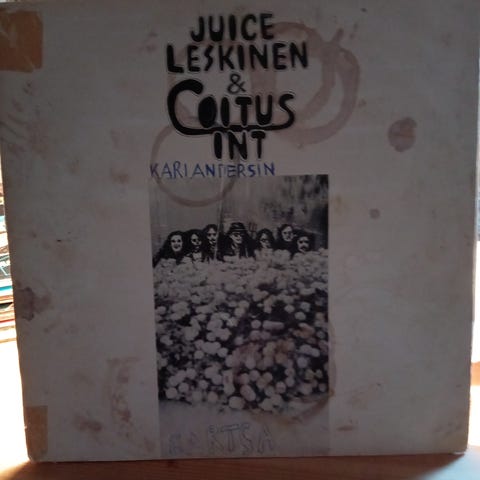 JUICE
LESKINEN
&
COITUS
INT
KARI ANDERSIN